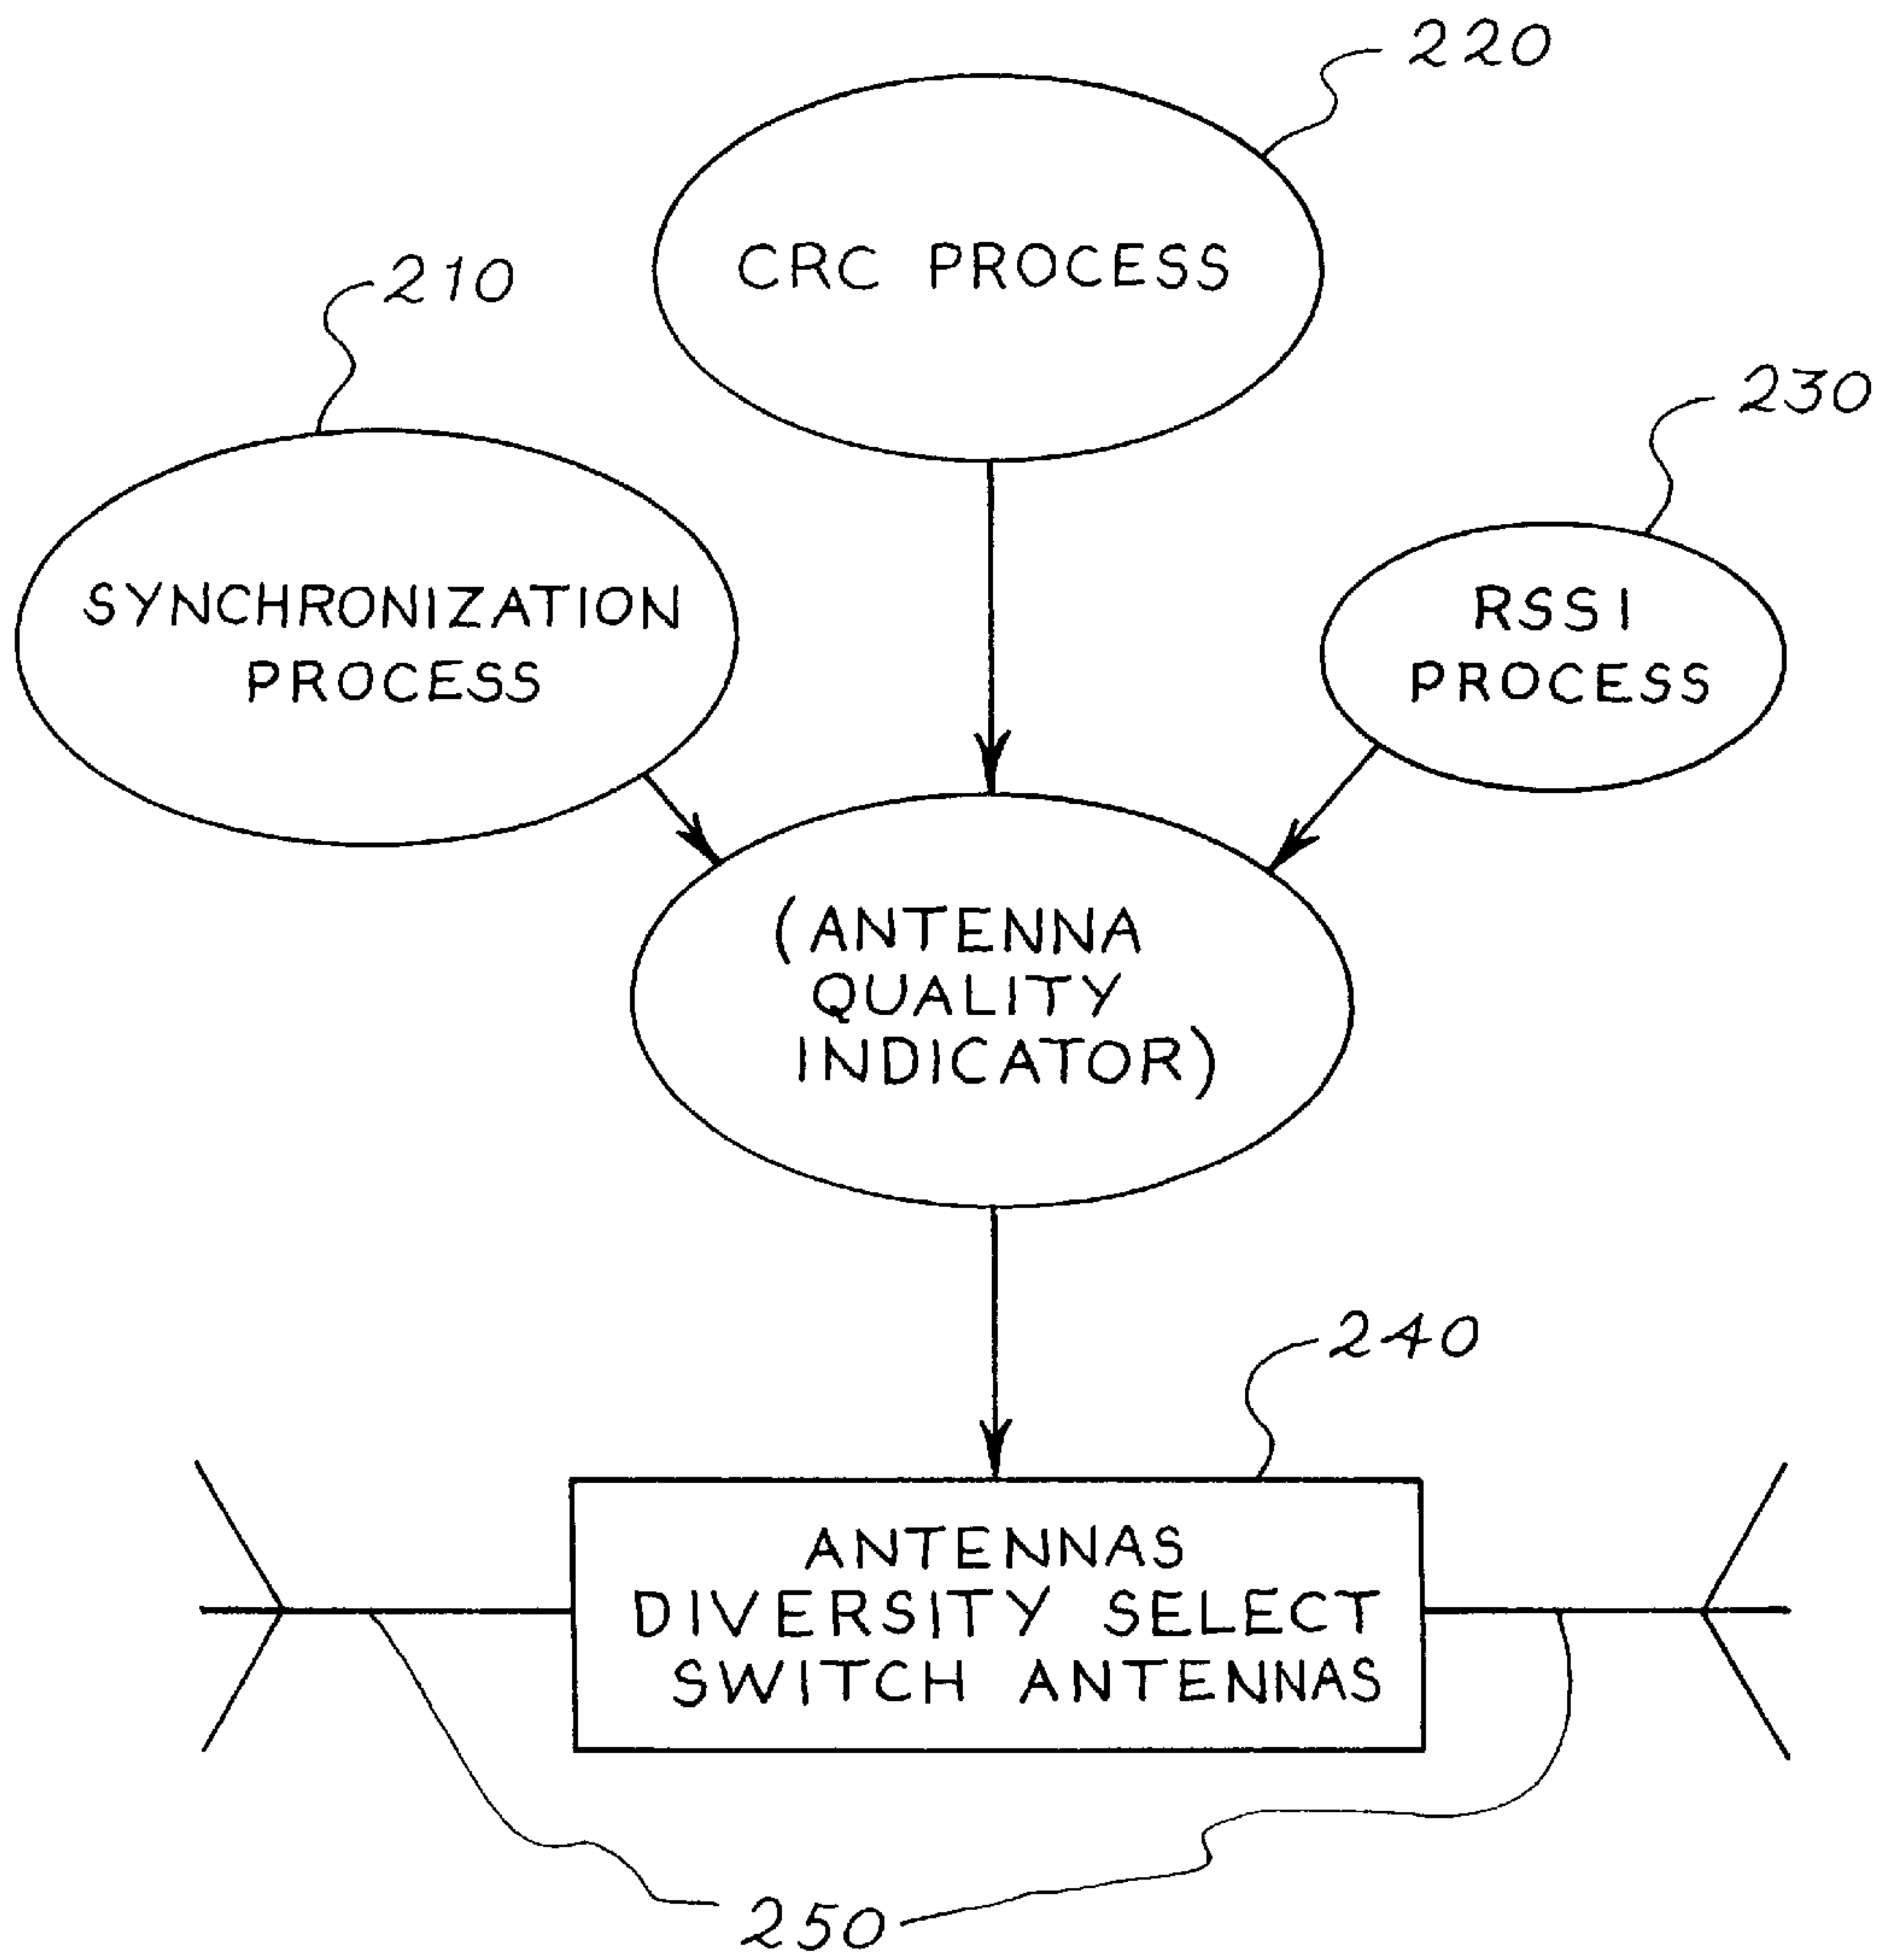 220
CRC PROCESS
210
230
SYNCHRONIZATION
PROCESS
RSSI
PROCESS
(ANTENNA
QUALITY
INDICATOR)
240
ANTENNAS
DIVERSITY SELECT
SWITCH ANTENNAS
250